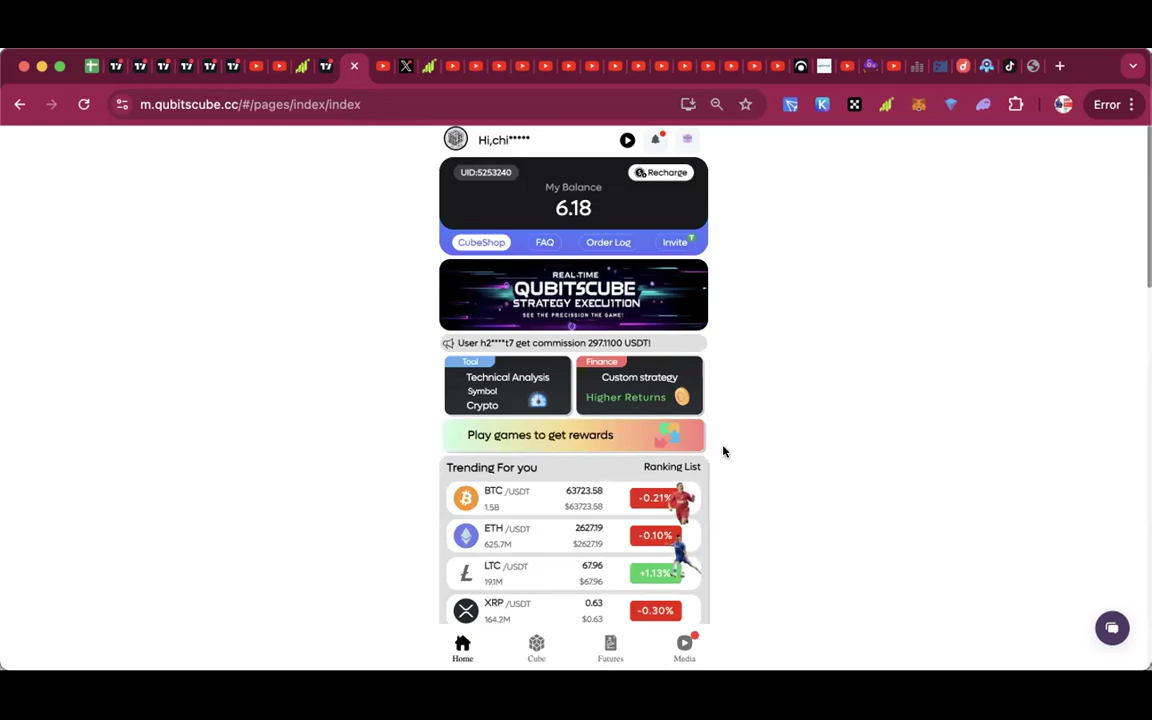 m.qubitscube.cc/#/pages/index/index
Error
Hi,chi*****
UID:5253240
Recharge
My Balance
6.18
CubeShop FAQ Order Log Invite
REAL-TIME
QUBITSCUBE
STRATEGY EXECUTION
SEE THE PRECISSION THE GAME!
User h2****t7 get commission 297.1100 USDT!
Tool
Technical Analysis
Symbol
Crypto
Finance
Custom strategy
Higher Returns
Play games to get rewards
Trending For you Ranking List
BTC /USDT 63723.58 -0.21%
1.5B $63723.58
ETH /USDT 2627.19 -0.10%
625.7M $2627.19
LTC /USDT 67.96 +1.13%
19.1M $67.96
XRP /USDT 0.63 -0.30%
164.2M $0.63
Home Cube Futures Media